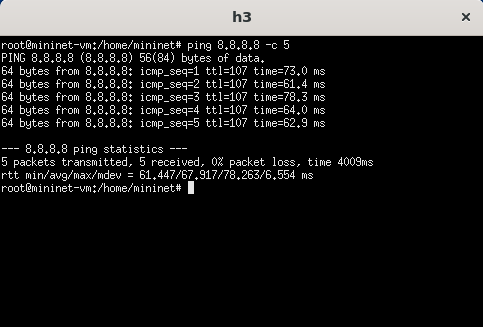 h3
root@mininet-vm:/home/mininet# ping 8.8.8.8 -c 5
PING 8.8.8.8 (8.8.8.8) 56(84) bytes of data.
64 bytes from 8.8.8.8: icmp_seq=1 ttl=107 time=73.0 ms
64 bytes from 8.8.8.8: icmp_seq=2 ttl=107 time=61.4 ms
64 bytes from 8.8.8.8: icmp_seq=3 ttl=107 time=78.3 ms
64 bytes from 8.8.8.8: icmp_seq=4 ttl=107 time=64.0 ms
64 bytes from 8.8.8.8: icmp_seq=5 ttl=107 time=62.9 ms
--- 8.8.8.8 ping statistics ---
5 packets transmitted, 5 received, 0% packet loss, time 4009ms
rtt min/avg/max/mdev = 61.447/67.917/78.263/6.554 ms
root@mininet-vm:/home/mininet#